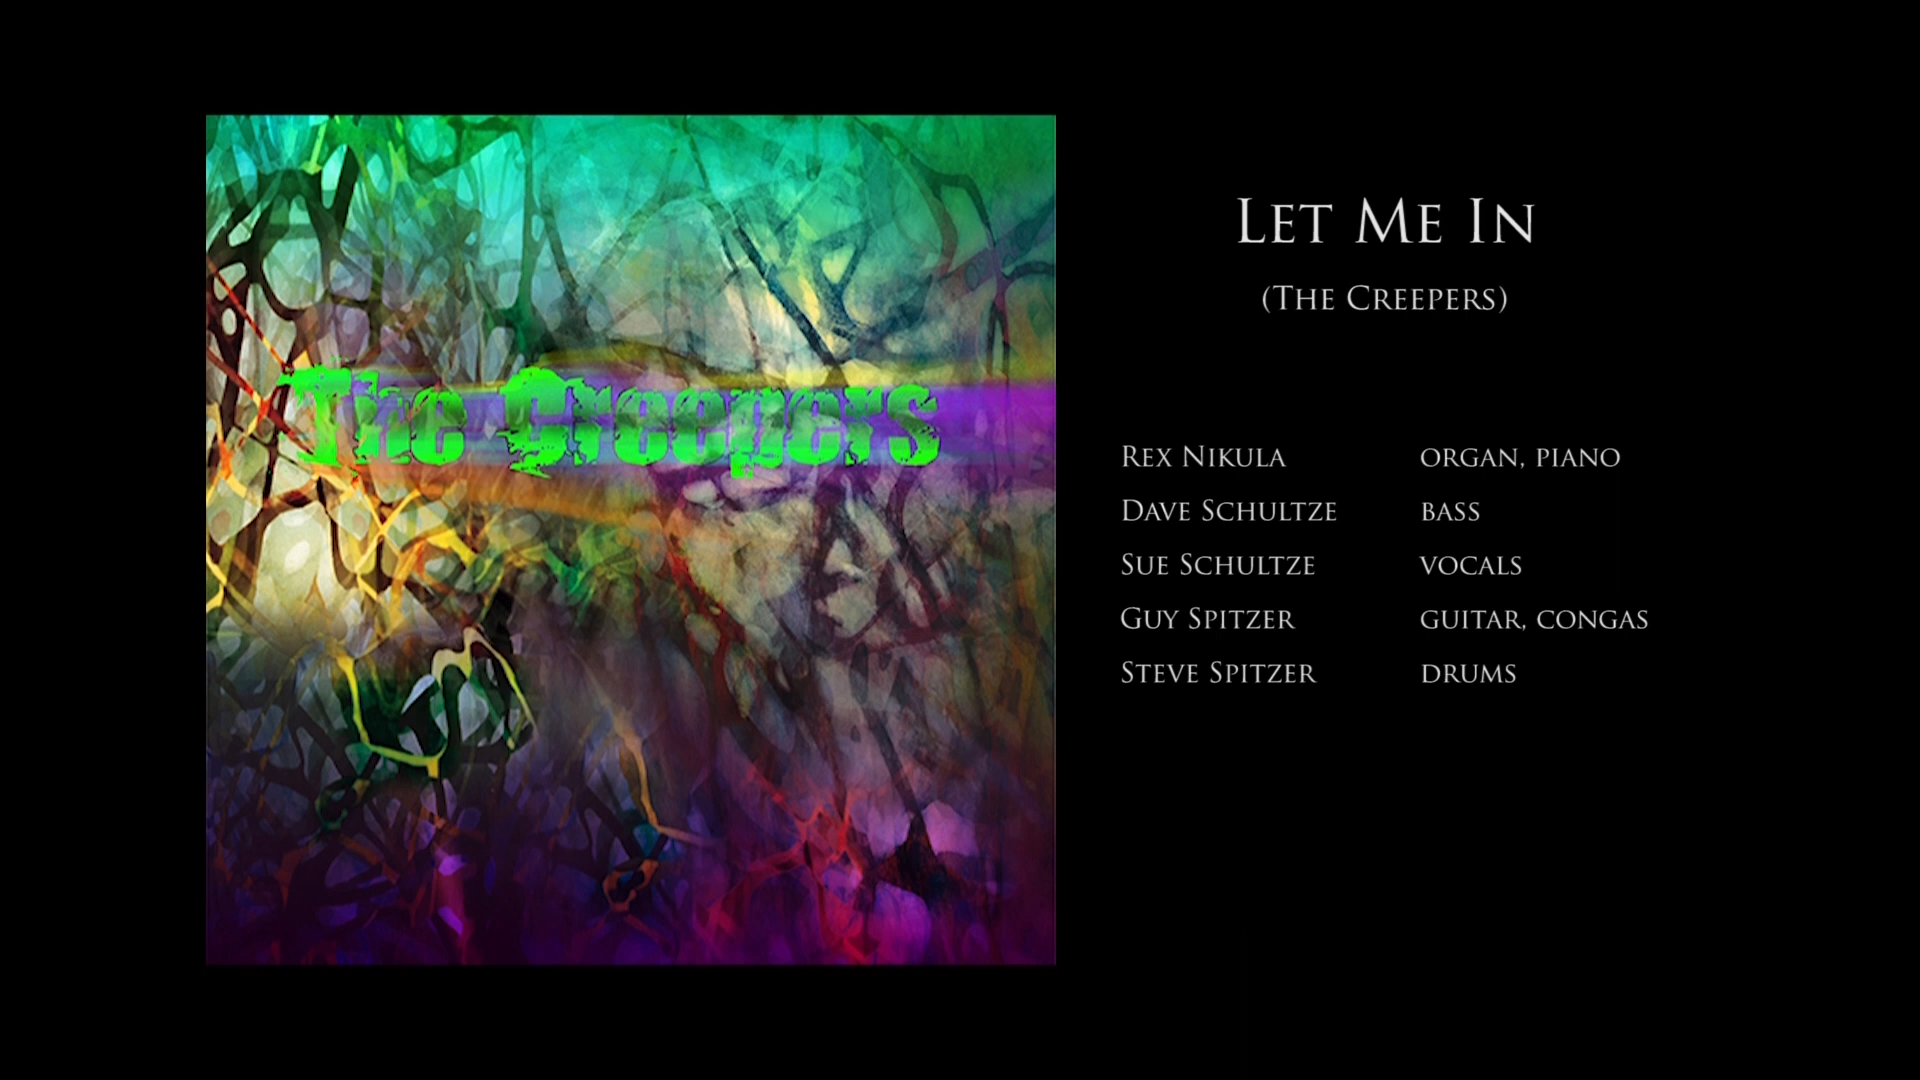 The Creepers
Let Me In
(The Creepers)
Rex Nikula organ, piano
Dave Schultze bass
Sue Schultze vocals
Guy Spitzer guitar, congas
Steve Spitzer drums